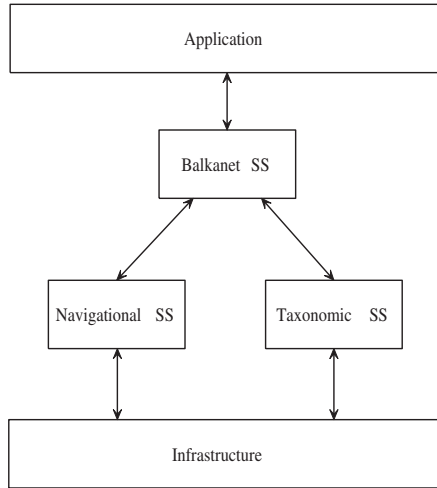 Application
Balkanet SS
Navigational SS
Taxonomic SS
Infrastructure